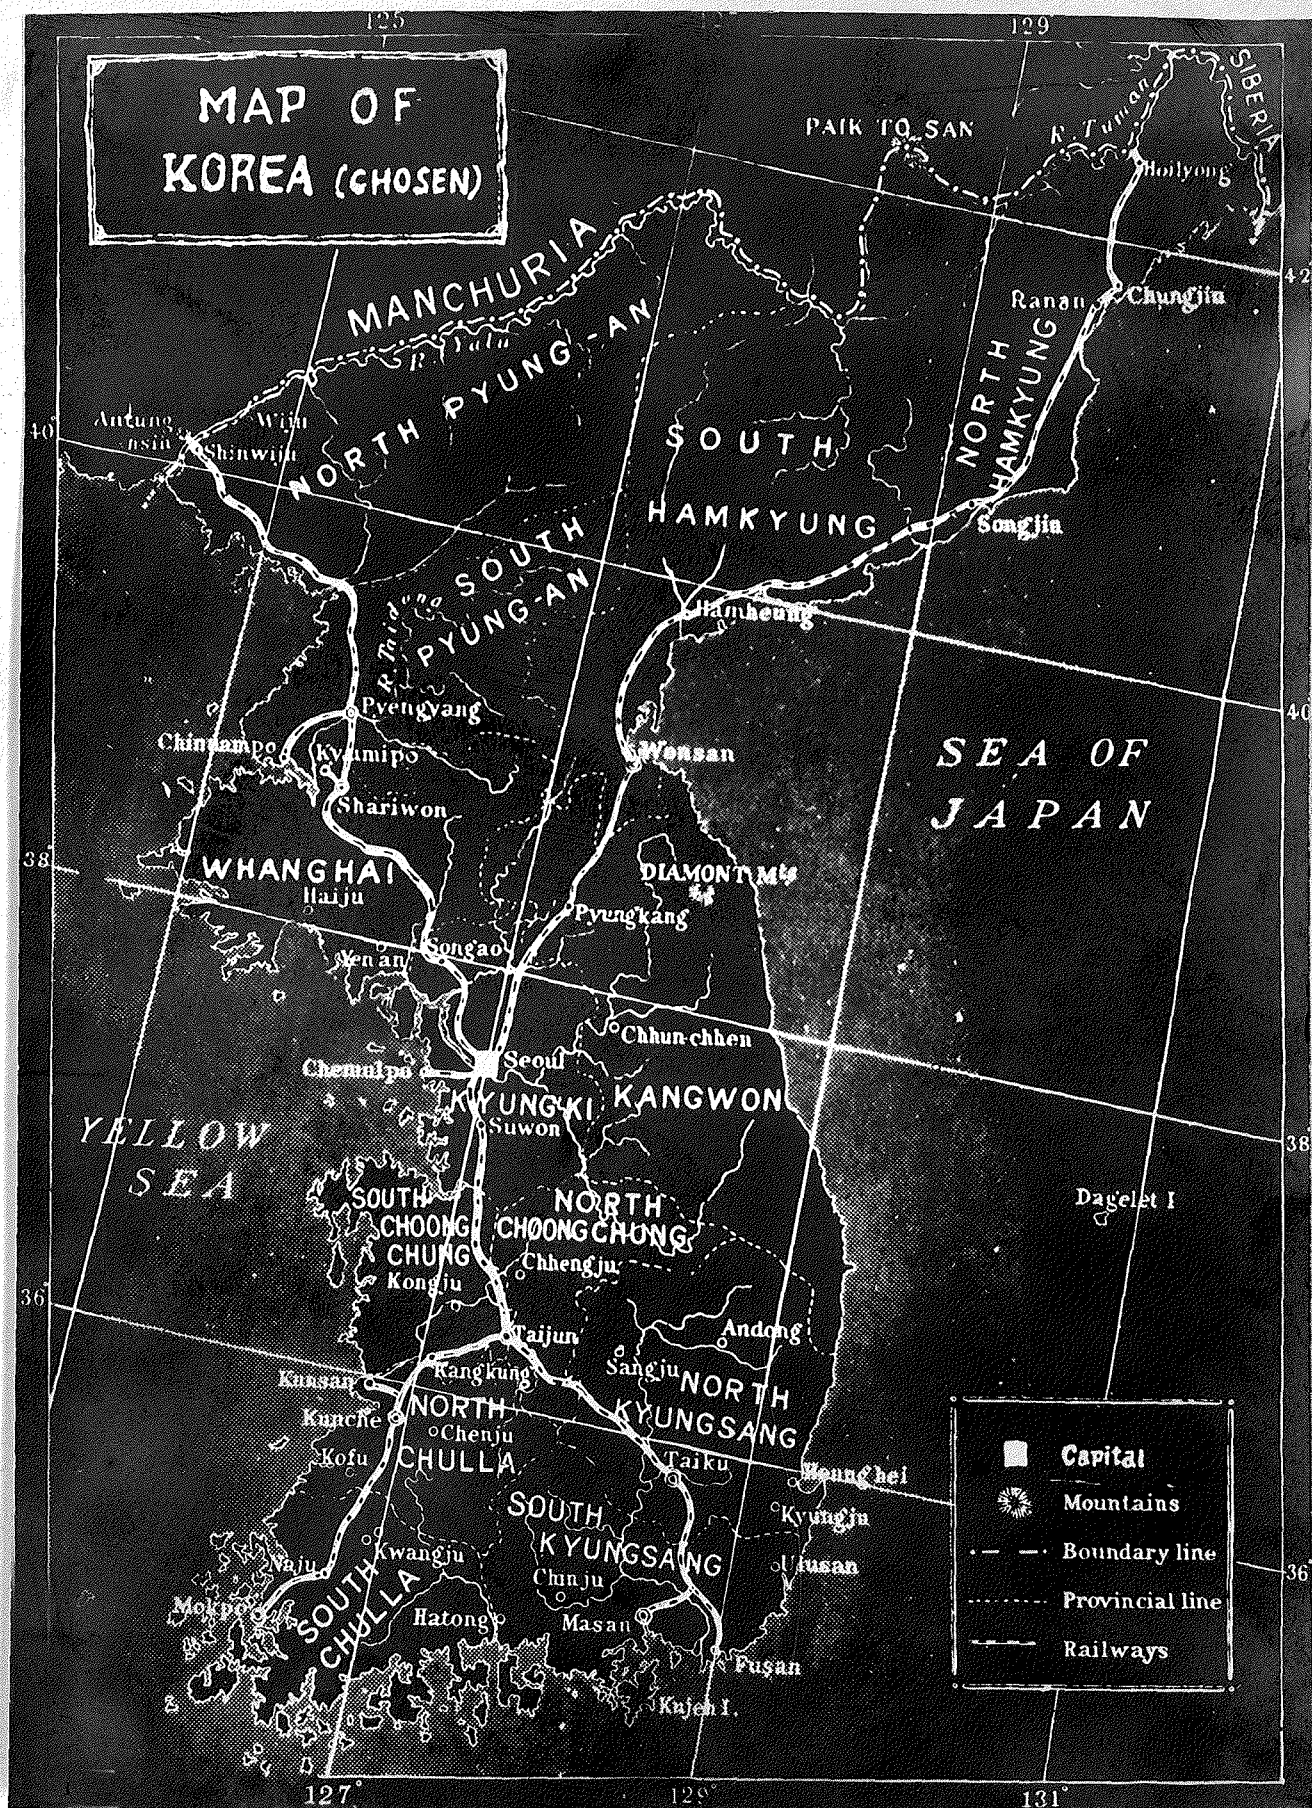 125
129
MAP OF
KOREA (CHOSEN)
SIBERIA
PAIK TO SAN
R. Tuman
Hoilyong
MANCHURIA
R. Yalu
42
Ranan
Chungjin
NORTH PYUNG-AN
NORTH
HAMKYUNG
Antung
Wiju
40
nsin
Shinwiju
SOUTH
HAMKYUNG
Songjin
SOUTH
PYUNG-AN
R. Taidong
Hamheung
Pyengyang
40
Chinnampo
Kyumipo
Wonsan
SEA OF
JAPAN
Shariwon
38°
WHANGHAI
Haiju
DIAMONT Mts
Pyungkang
Yenan
Songao
Chhun-chhen
Chemulpo
Seoul
KYUNGKI
KANGWON
Suwon
YELLOW
SEA
38
SOUTH
CHOONG
CHUNG
NORTH
CHOONGCHUNG
Dagelet I
Kongju
Chhengju
36°
Taijun
Andong
Kangkung
Sangju
Kunsan
NORTH
KYUNGSANG
Kunche
NORTH
CHULLA
Chenju
Kofu
Taiku
Capital
Kyungju
Mountains
SOUTH
KYUNGSANG
Kwangju
Naju
Ulusan
Boundary line
36
Chinju
Mokpo
SOUTH
CHULLA
Hatong
Masan
Provincial line
Fusan
Railways
Kujeh I.
127°
129°
131°